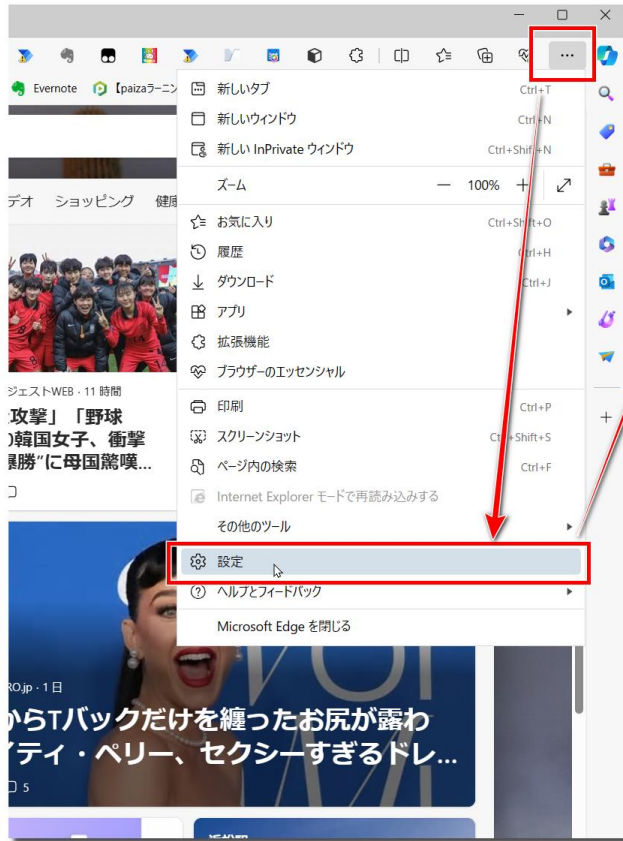 Evernote 【paizaラーニン
新しいタブ Ctrl+T
新しいウィンドウ Ctrl+N
新しい InPrivate ウィンドウ Ctrl+Shift+N
ズーム — 100% +
お気に入り Ctrl+Shift+O
履歴 Ctrl+H
ダウンロード Ctrl+J
アプリ
拡張機能
ブラウザーのエッセンシャル
印刷 Ctrl+P
スクリーンショット Ctrl+Shift+S
ページ内の検索 Ctrl+F
Internet Explorer モードで再読み込みする
その他のツール
設定
ヘルプとフィードバック
Microsoft Edge を閉じる
デオ ショッピング 健康
ジェストWEB · 11 時間
攻撃」「野球
韓国女子、衝撃
暴勝"に母国驚嘆...
RO.jp · 1日
からTバックだけを纏ったお尻が露わ
イティ・ペリー、セクシーすぎるドレ...
5